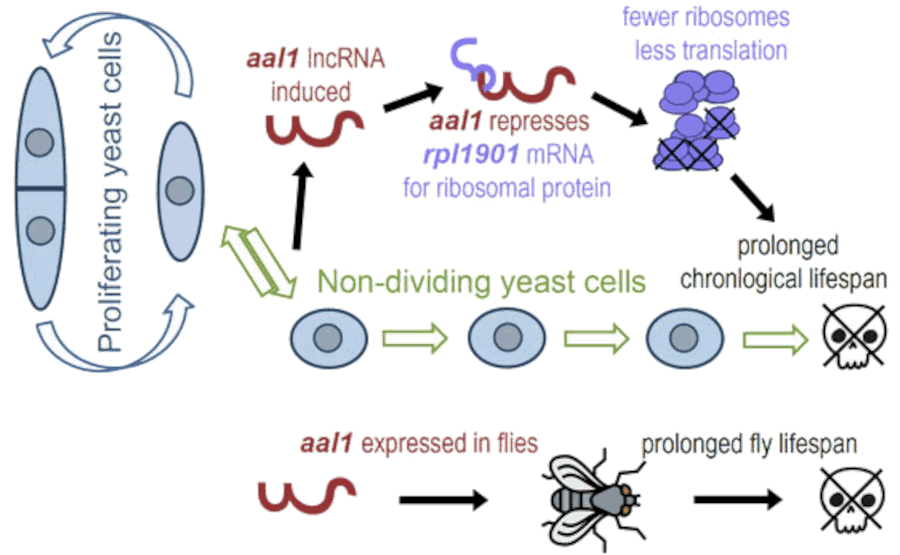 Proliferating yeast cells
aal1 lncRNA
induced
aal1 represses
rpl1901 mRNA
for ribosomal protein
fewer ribosomes
less translation
prolonged
chronlogical lifespan
Non-dividing yeast cells
aal1 expressed in flies
prolonged fly lifespan